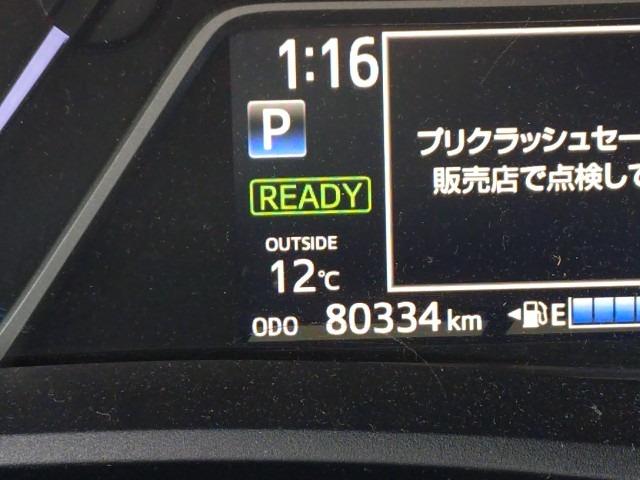 1:16
P
プリクラッシュセー
販売店で点検して
READY
OUTSIDE
12℃
ODO 80334 km
E